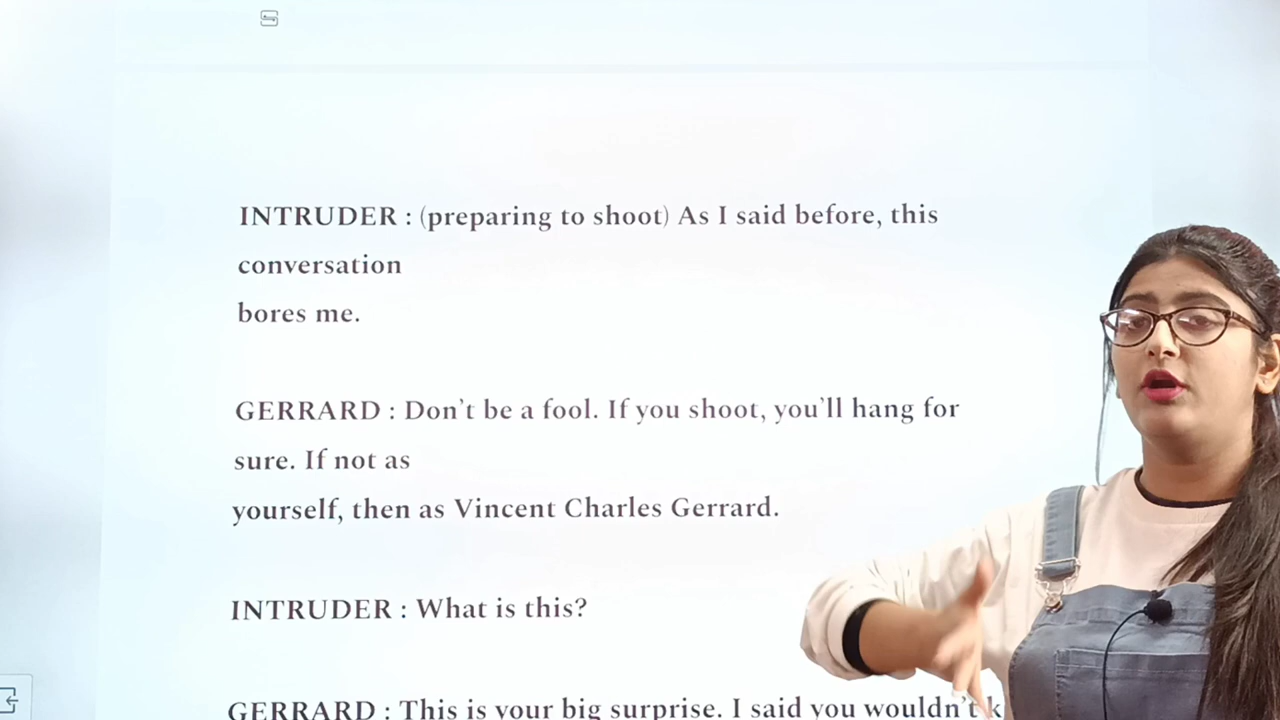 INTRUDER : (preparing to shoot) As I said before, this
conversation
bores me.
GERRARD : Don't be a fool. If you shoot, you'll hang for
sure. If not as
yourself, then as Vincent Charles Gerrard.
INTRUDER : What is this?
GERRARD : This is your big surprise. I said you wouldn't